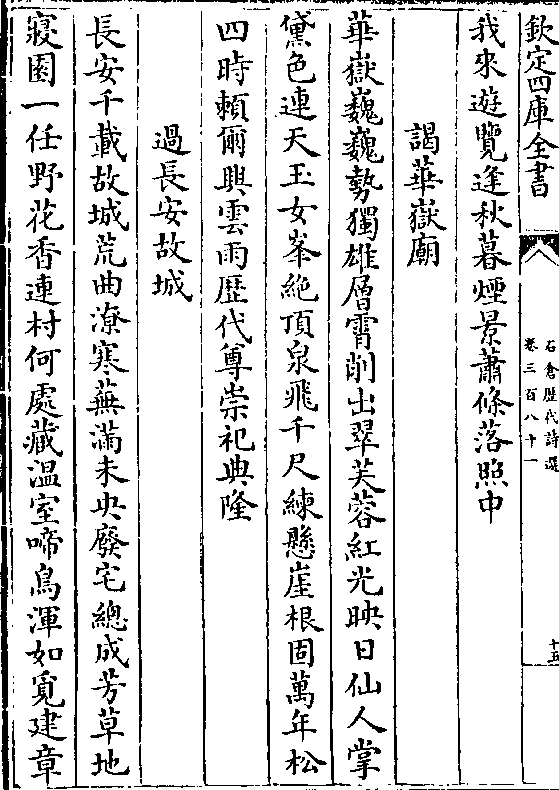 欽定四庫全書
石倉歴代詩選
卷三百八十一
十五
我來遊覽逢秋暮煙景蕭條落照中
謁華嶽廟
華嶽巍巍勢獨雄層霄削出翠芙蓉紅光映日仙人掌
黛色連天玉女峯絶頂泉飛千尺練懸崖根固萬年松
四時賴爾興雲雨歴代尊崇祀典隆
過長安故城
長安千載故城荒曲潦寒蕪滿未央廢宅總成芳草地
寢園一任野花香連村何處藏溫室啼鳥渾如覓建章